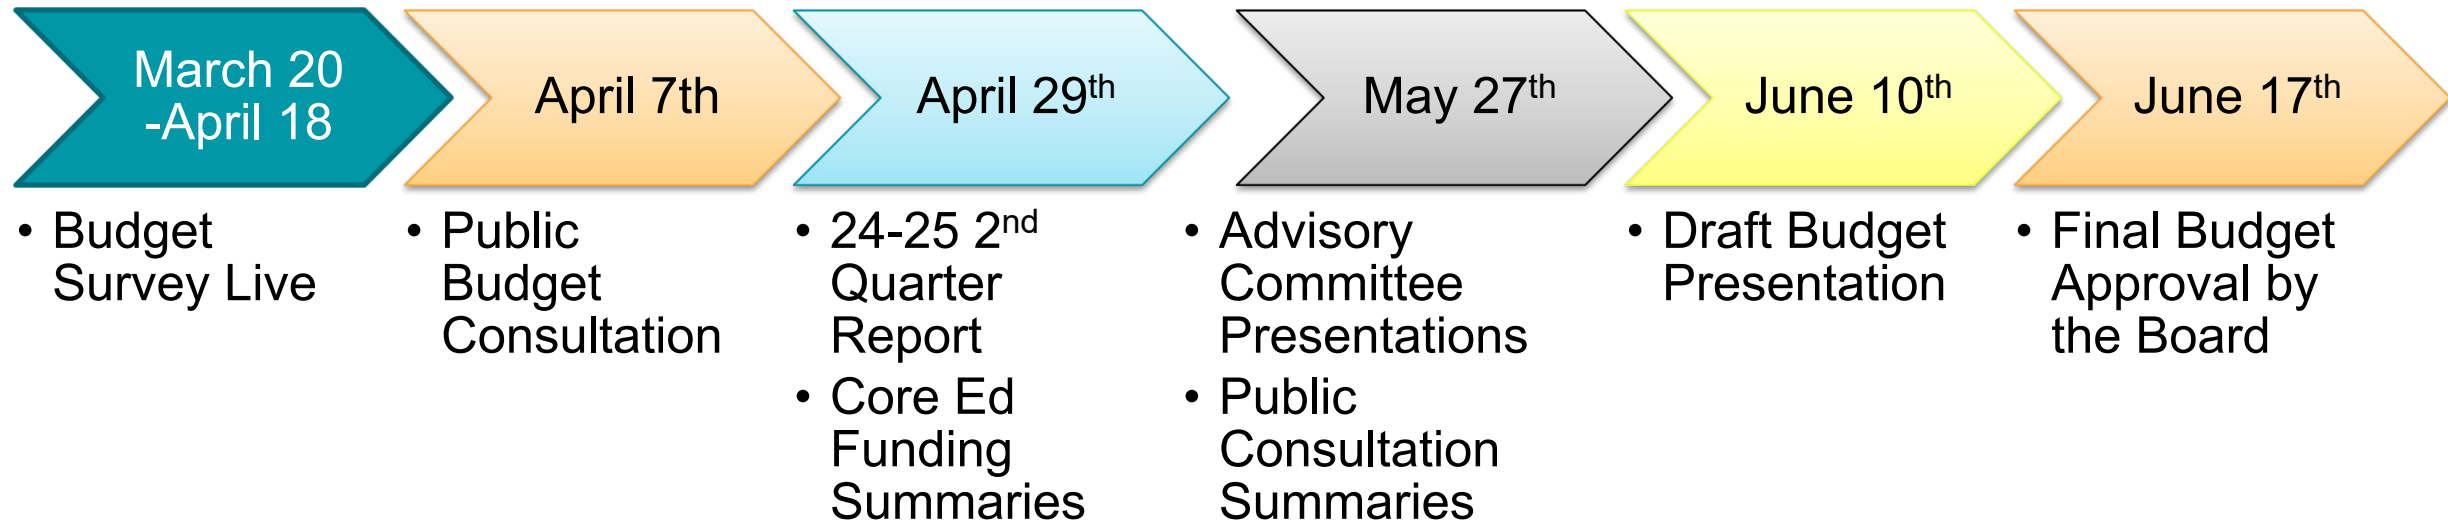 March 20
-April 18
April 7th
April 29th
May 27th
June 10th
June 17th
• Budget
Survey Live
• Public
Budget
Consultation
• 24-25 2nd
Quarter
Report
• Core Ed
Funding
Summaries
• Advisory
Committee
Presentations
• Public
Consultation
Summaries
• Draft Budget
Presentation
• Final Budget
Approval by
the Board